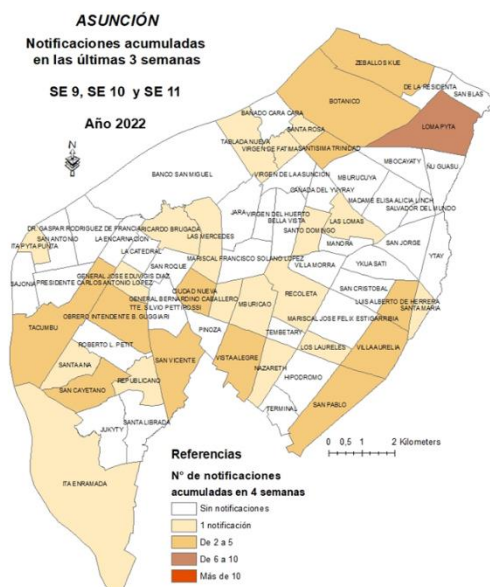 ASUNCIÓN
Notificaciones acumuladas
en las últimas 3 semanas
SE 9, SE 10 y SE 11
Año 2022
N
ZEBALLOS KUE
DE LA RESIDENTA
SAN BLAS
BOTANICO
LOMA PYTA
BAÑADO CARA CARA
SANTA ROSA
TABLADA NUEVA
VIRGEN DE FATIMA
SANTISIMA TRINIDAD
MBOCAYATY
ÑU GUASU
BANCO SAN MIGUEL
VIRGEN DE LA ASUNCION
MBURUCUYA
CAÑADA DEL YVYRAY
MADAME ELISA ALICIA LINCH
SALVADOR DEL MUNDO
JARA
VIRGEN DEL HUERTO
BELLA VISTA
LAS LOMAS
SANTO DOMINGO
DR. GASPAR RODRIGUEZ DE FRANCIA
RICARDO BRUGADA
LAS MERCEDES
SAN ANTONIO
LA ENCARNACION
MANORA
SAN JORGE
ITA PYTA PUNTA
LA CATEDRAL
MARISCAL FRANCISCO SOLANO LOPEZ
VILLA MORRA
YKUA SATI
YTAY
SAN ROQUE
SAJONIA
PRESIDENTE CARLOS ANTONIO LOPEZ
GENERAL JOSE EDUVIGIS DIAZ
CIUDAD NUEVA
GENERAL BERNARDINO CABALLERO
RECOLETA
SAN CRISTOBAL
LUIS ALBERTO DE HERRERA
SANTA MARIA
TACUMBU
OBRERO INTENDENTE B. GUGGIARI
TTE. SILVIO PETTIROSSI
MBURICAO
MARISCAL JOSE FELIX ESTIGARRIBIA
PINOZA
TEMBETARY
ROBERTO L. PETIT
SAN VICENTE
VISTA ALEGRE
LOS LAURELES
VILLA AURELIA
SANTA ANA
NAZARETH
REPUBLICANO
HIPODROMO
SAN CAYETANO
SAN PABLO
TERMINAL
JUKYTY
SANTA LIBRADA
ITA ENRAMADA
0 0,5 1 2 Kilometers
Referencias
N° de notificaciones
acumuladas en 4 semanas
Sin notificaciones
1 notificación
De 2 a 5
De 6 a 10
Más de 10